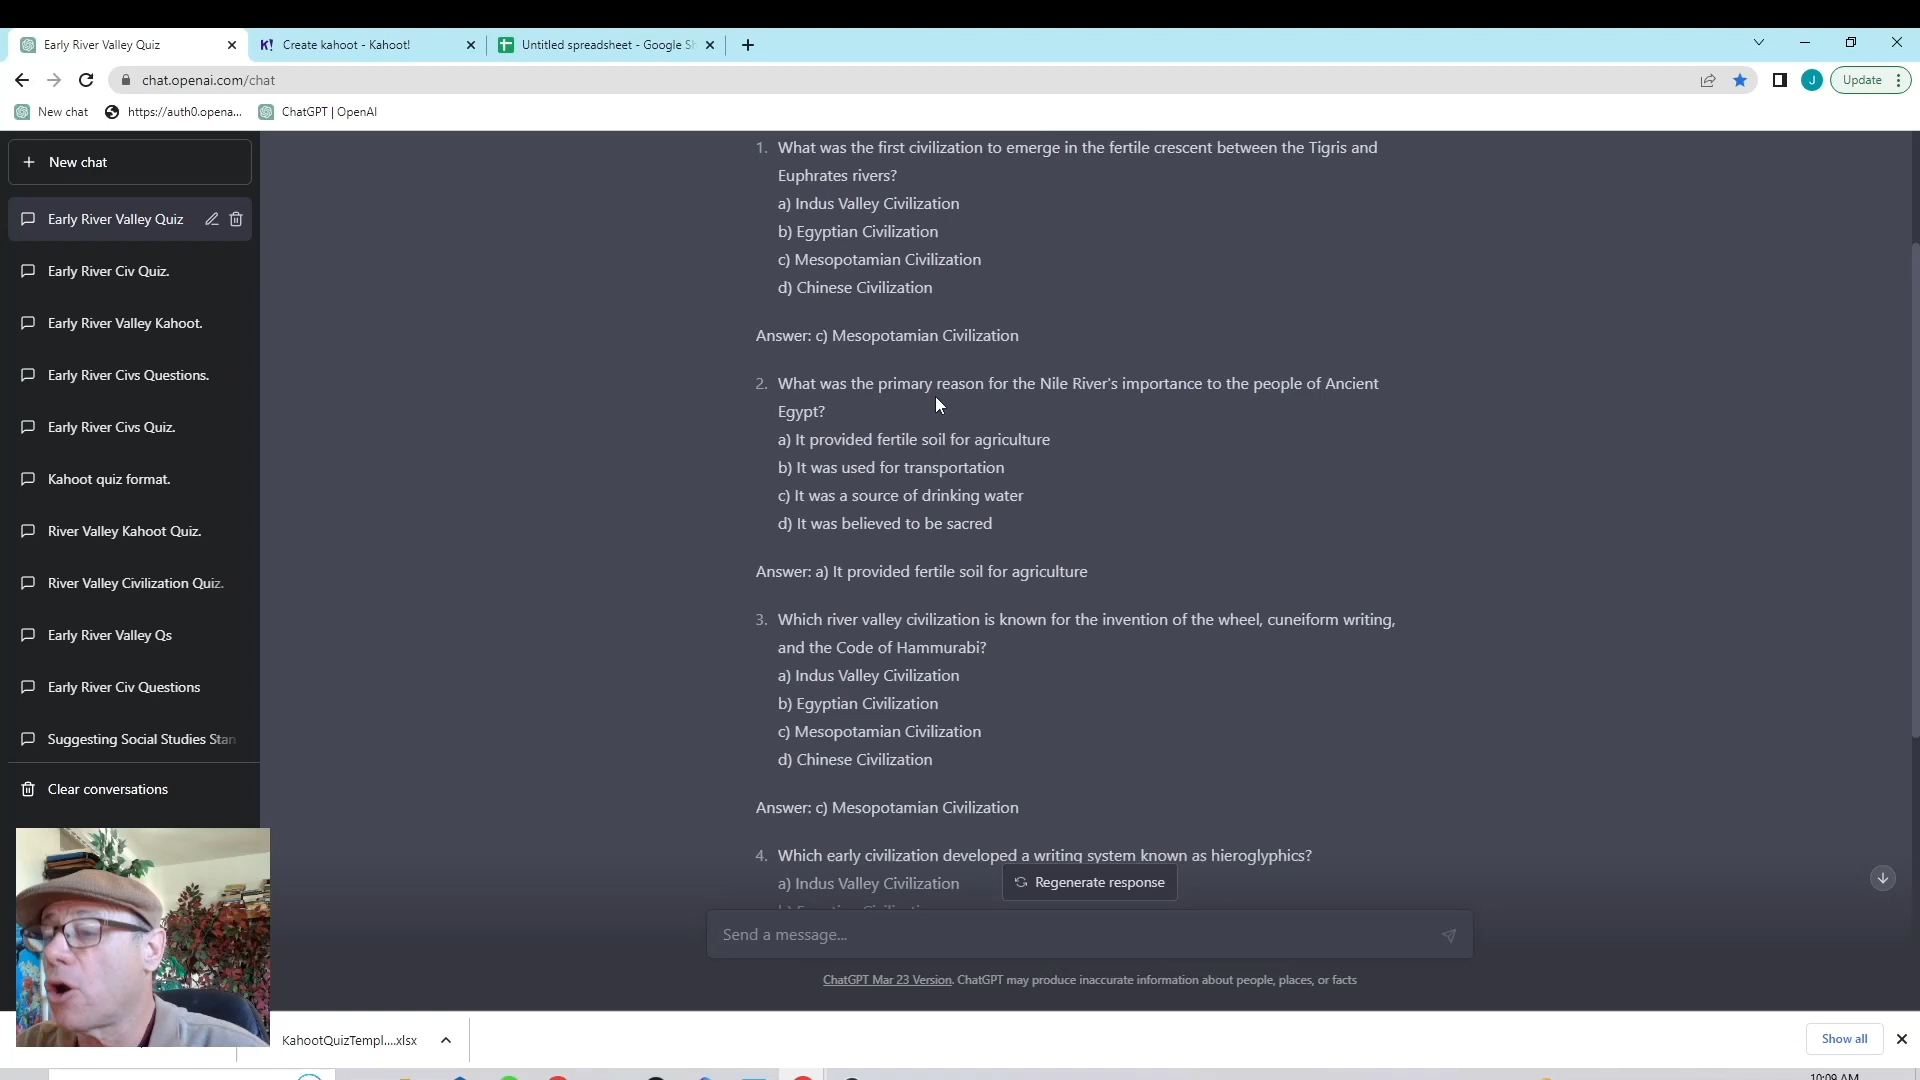 Early River Valley Quiz
Create kahoot - Kahoot!
Untitled spreadsheet - Google Sh
chat.openai.com/chat
J
Update
New chat
https://auth0.opena...
ChatGPT | OpenAI
New chat
Early River Valley Quiz
Early River Civ Quiz.
Early River Valley Kahoot.
Early River Civs Questions.
Early River Civs Quiz.
Kahoot quiz format.
River Valley Kahoot Quiz.
River Valley Civilization Quiz.
Early River Valley Qs
Early River Civ Questions
Suggesting Social Studies Stan
Clear conversations
1. What was the first civilization to emerge in the fertile crescent between the Tigris and
Euphrates rivers?
a) Indus Valley Civilization
b) Egyptian Civilization
c) Mesopotamian Civilization
d) Chinese Civilization
Answer: c) Mesopotamian Civilization
2. What was the primary reason for the Nile River's importance to the people of Ancient
Egypt?
a) It provided fertile soil for agriculture
b) It was used for transportation
c) It was a source of drinking water
d) It was believed to be sacred
Answer: a) It provided fertile soil for agriculture
3. Which river valley civilization is known for the invention of the wheel, cuneiform writing,
and the Code of Hammurabi?
a) Indus Valley Civilization
b) Egyptian Civilization
c) Mesopotamian Civilization
d) Chinese Civilization
Answer: c) Mesopotamian Civilization
4. Which early civilization developed a writing system known as hieroglyphics?
a) Indus Valley Civilization
Regenerate response
Send a message...
ChatGPT Mar 23 Version. ChatGPT may produce inaccurate information about people, places, or facts
KahootQuizTempl....xlsx
Show all
10:09 AM